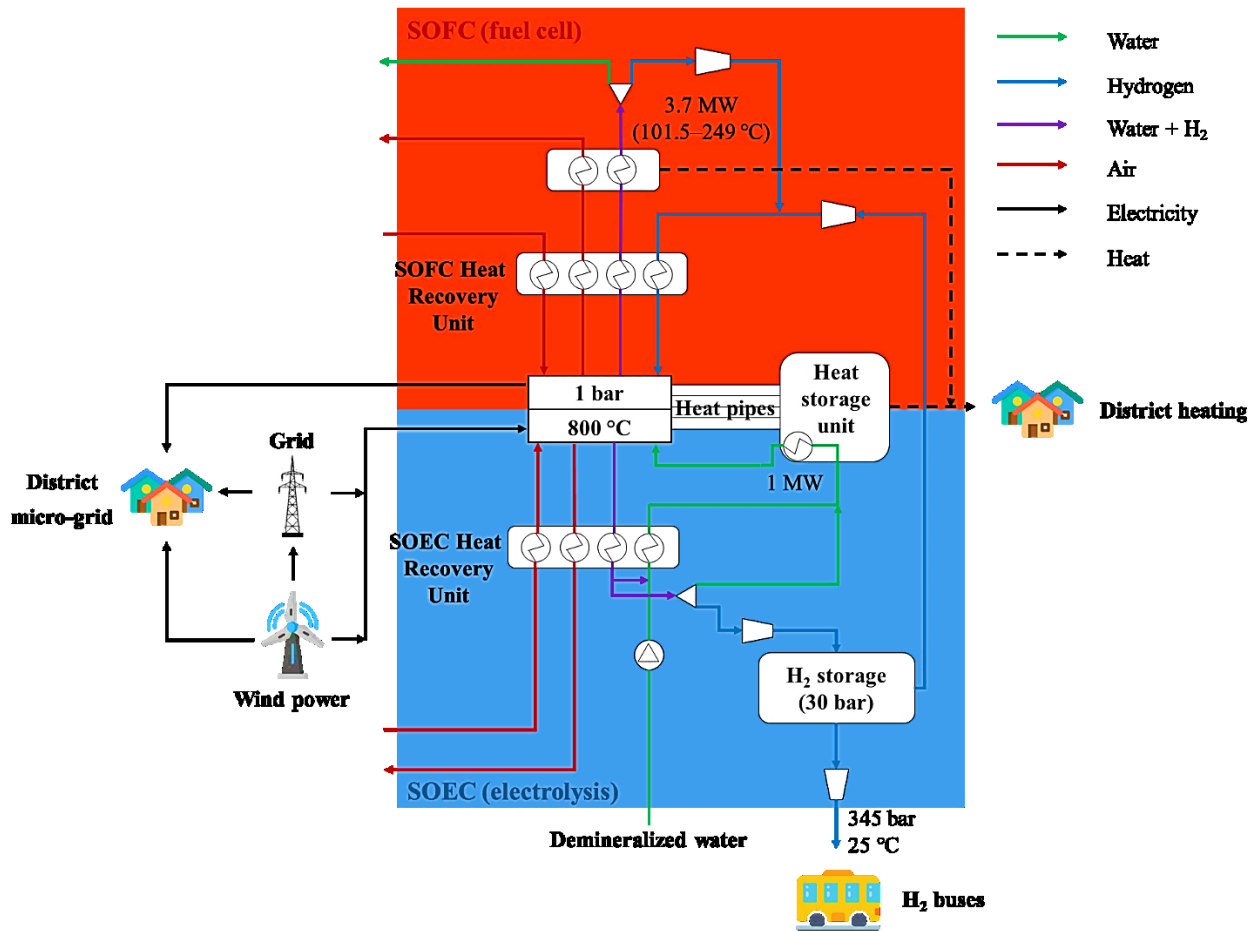 SOFC (fuel cell)
3.7 MW
(101.5–249 ℃)
Water
Hydrogen
Water + H₂
Air
Electricity
Heat
SOFC Heat
Recovery
Unit
1 bar
800 ℃
Heat pipes
Heat
storage
unit
1 MW
District heating
Grid
District
micro-grid
Wind power
SOEC Heat
Recovery
Unit
H₂ storage
(30 bar)
SOEC (electrolysis)
Demineralized water
345 bar
25 ℃
H₂ buses